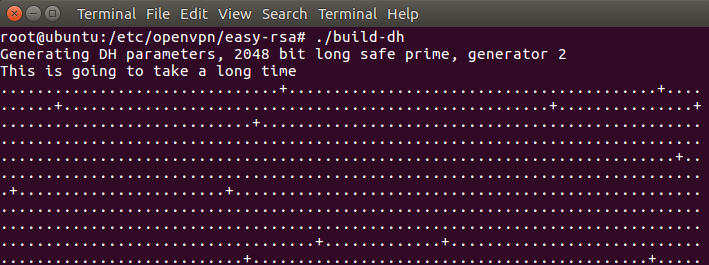 Terminal File Edit View Search Terminal Help
root@ubuntu:/etc/openvpn/easy-rsa# ./build-dh
Generating DH parameters, 2048 bit long safe prime, generator 2
This is going to take a long time
...............................+.........................................+....
......+......................................................+...............+
............................+.................................................
..............................................................................
...........................................................................+..
..............................................................................
.+.......................+....................................................
..............................................................................
..............................................................................
...................................+.............+............................
...........................+............................................+.....